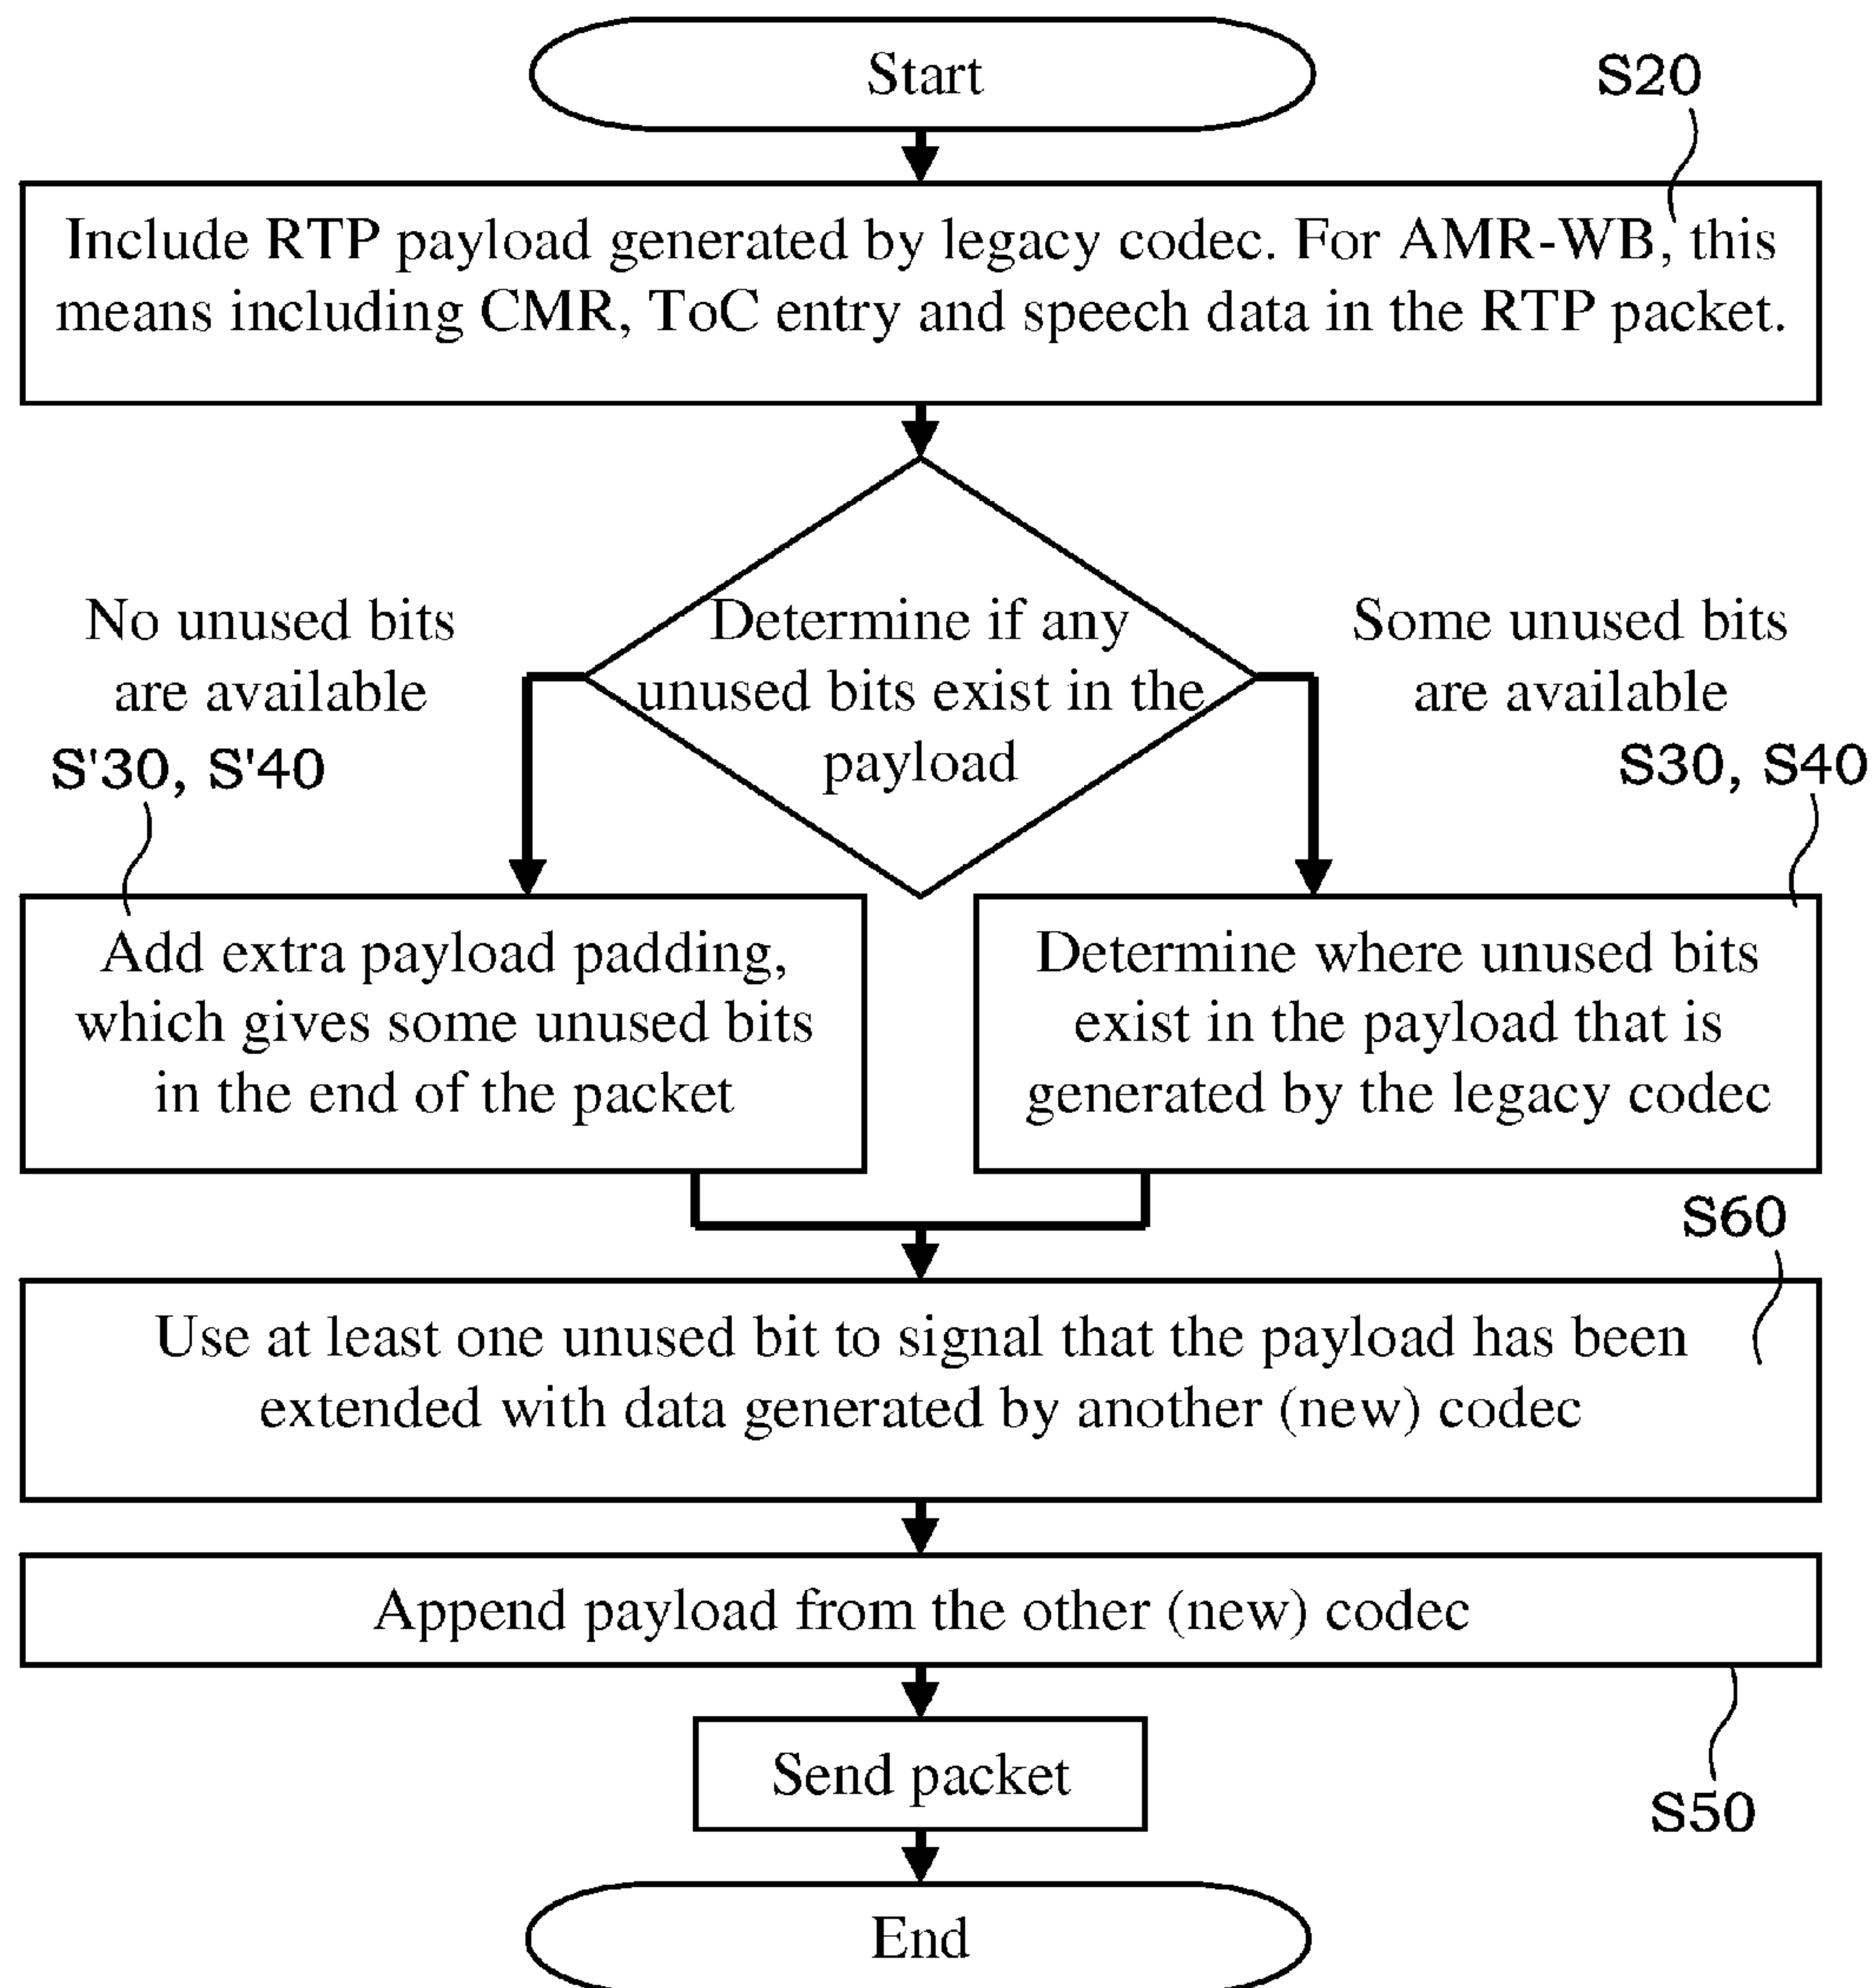 Start
S20
Include RTP payload generated by legacy codec. For AMR-WB, this
means including CMR, ToC entry and speech data in the RTP packet.
No unused bits
are available
S'30, S'40
Determine if any
unused bits exist in the
payload
Some unused bits
are available
S30, S40
Add extra payload padding,
which gives some unused bits
in the end of the packet
Determine where unused bits
exist in the payload that is
generated by the legacy codec
S60
Use at least one unused bit to signal that the payload has been
extended with data generated by another (new) codec
Append payload from the other (new) codec
Send packet
S50
End